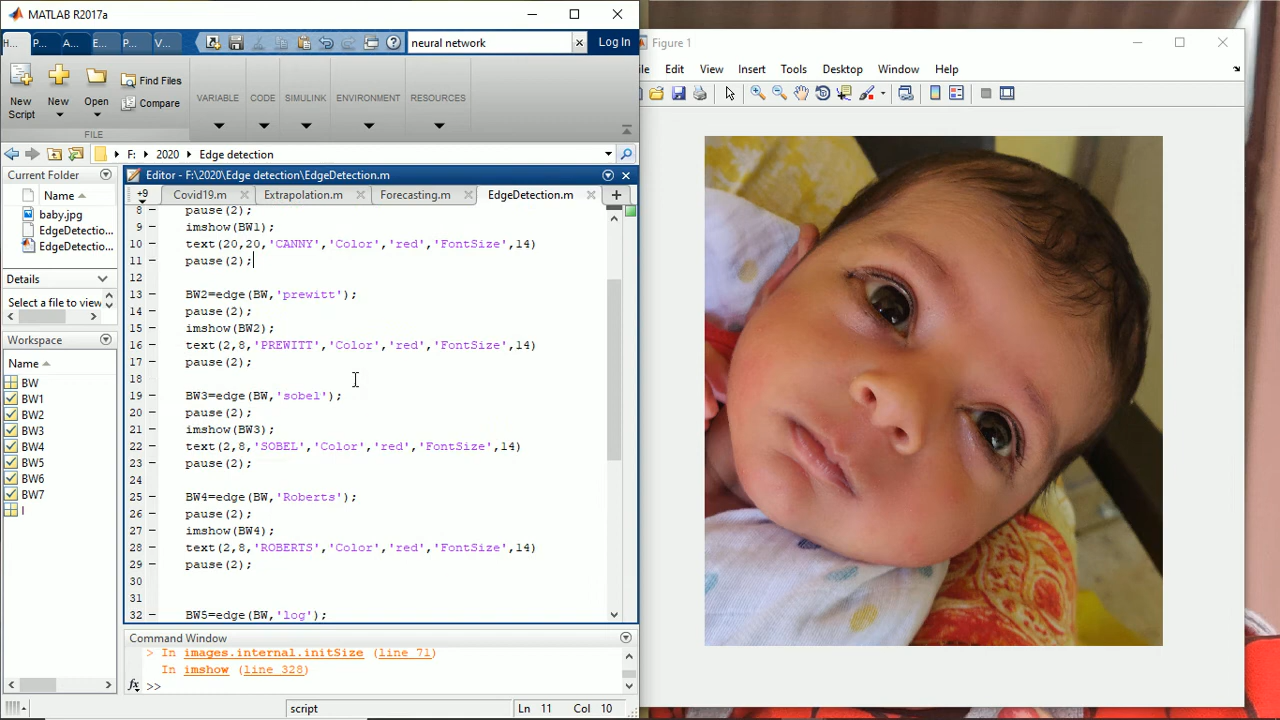 MATLAB R2017a
H... P... A... E... P... V...
neural network
Log In
New Script
New
Open
Find Files
Compare
FILE
VARIABLE
CODE
SIMULINK
ENVIRONMENT
RESOURCES
F: 2020 Edge detection
Current Folder
Name
baby.jpg
EdgeDetectio...
EdgeDetectio...
Details
Select a file to view
Workspace
Name
BW
BW1
BW2
BW3
BW4
BW5
BW6
BW7
I
Editor - F:\2020\Edge detection\EdgeDetection.m
+9 Covid19.m Extrapolation.m Forecasting.m EdgeDetection.m
8 pause(2);
9 imshow(BW1);
10 text(20,20,'CANNY','Color','red','FontSize',14)
11 pause(2);
12
13 BW2=edge(BW,'prewitt');
14 pause(2);
15 imshow(BW2);
16 text(2,8,'PREWITT','Color','red','FontSize',14)
17 pause(2);
18
19 BW3=edge(BW,'sobel');
20 pause(2);
21 imshow(BW3);
22 text(2,8,'SOBEL','Color','red','FontSize',14)
23 pause(2);
24
25 BW4=edge(BW,'Roberts');
26 pause(2);
27 imshow(BW4);
28 text(2,8,'ROBERTS','Color','red','FontSize',14)
29 pause(2);
30
31
32 BW5=edge(BW,'log');
Command Window
> In images.internal.initSize (line 71)
In imshow (line 328)
fx >>
script
Ln 11 Col 10
Figure 1
Edit View Insert Tools Desktop Window Help